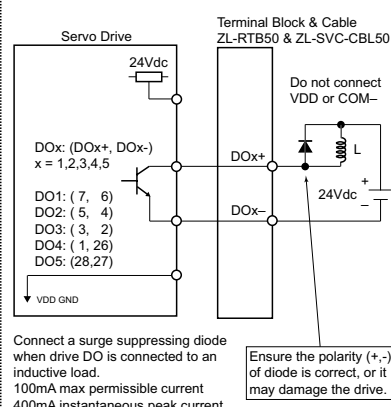 Terminal Block & Cable
Servo Drive
ZL-RTB50 & ZL-SVC-CBL50
24Vdc
Do not connect
VDD or COM–
DOx: (DOx+, DOx-)
x = 1,2,3,4,5
DOx+
L
DO1: ( 7, 6)
DO2: ( 5, 4)
DO3: ( 3, 2)
DO4: ( 1, 26)
DO5: (28,27)
+
24Vdc
–
DOx–
VDD GND
Connect a surge suppressing diode
when drive DO is connected to an
inductive load.
100mA max permissible current
400mA instantaneous peak current
Ensure the polarity (+,-)
of diode is correct, or it
may damage the drive.